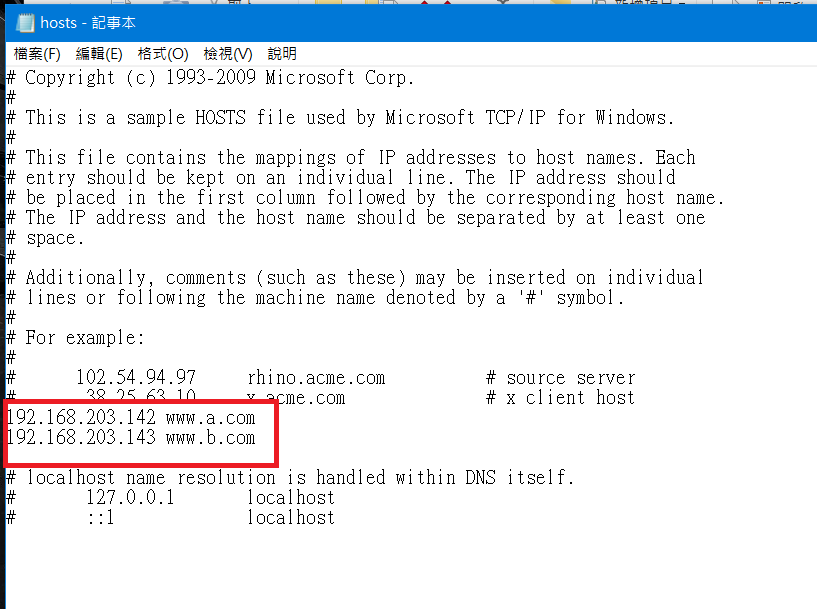 hosts - 記事本
檔案(F) 編輯(E) 格式(O) 檢視(V) 說明
# Copyright (c) 1993-2009 Microsoft Corp.
#
# This is a sample HOSTS file used by Microsoft TCP/IP for Windows.
#
# This file contains the mappings of IP addresses to host names. Each
# entry should be kept on an individual line. The IP address should
# be placed in the first column followed by the corresponding host name.
# The IP address and the host name should be separated by at least one
# space.
#
# Additionally, comments (such as these) may be inserted on individual
# lines or following the machine name denoted by a '#' symbol.
#
# For example:
#
#      102.54.94.97     rhino.acme.com          # source server
#       38.25.63.10     x.acme.com              # x client host
192.168.203.142 www.a.com
192.168.203.143 www.b.com
# localhost name resolution is handled within DNS itself.
#       127.0.0.1       localhost
#       ::1             localhost